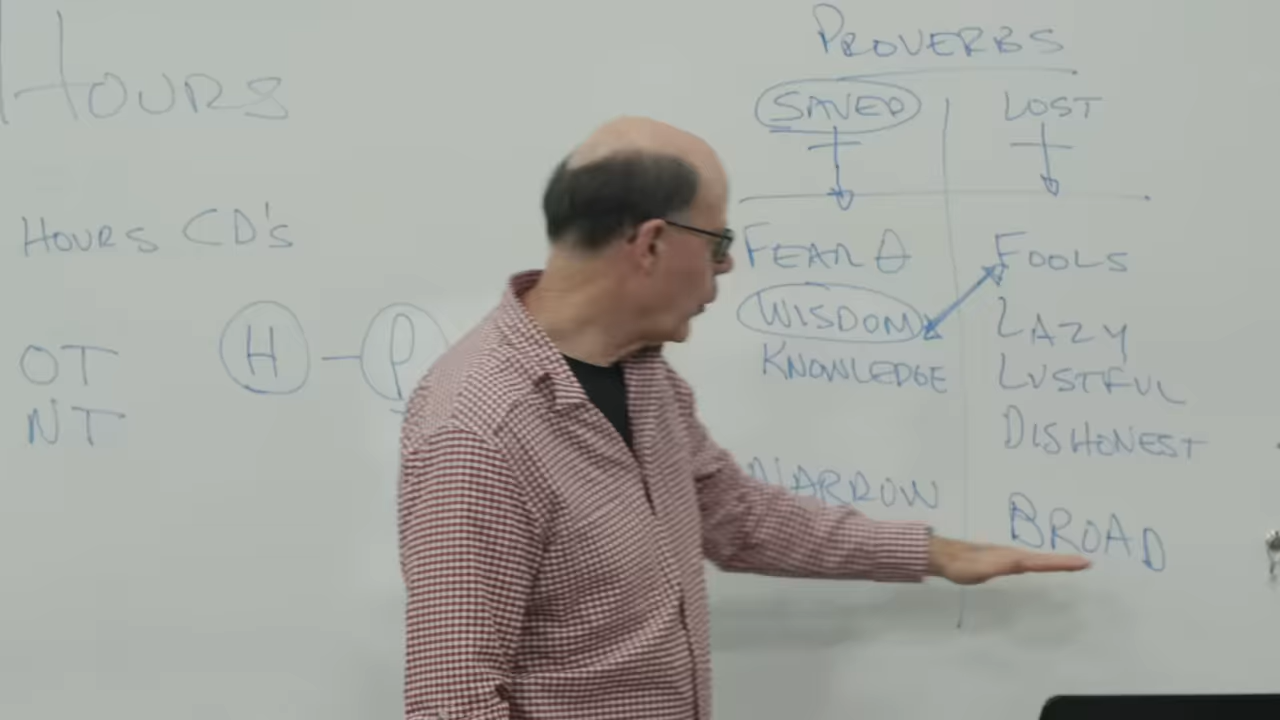 Hours
Hours CD's
OT
NT
H - P
PROVERBS
SAVED
LOST
FEAR θ
FOOLS
WISDOM
LAZY
KNOWLEDGE
LUSTFUL
DISHONEST
NARROW
BROAD